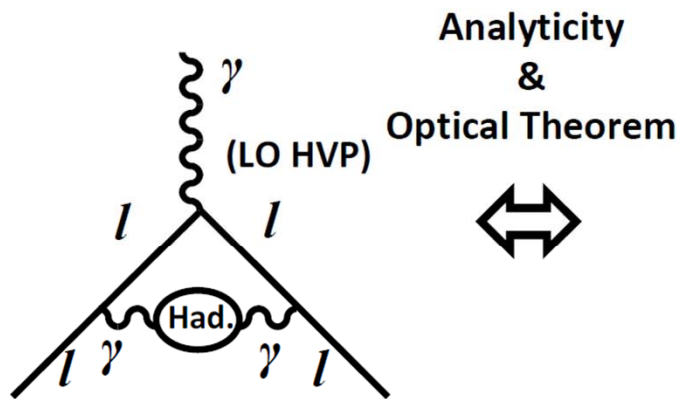 Analyticity
&
Optical Theorem
γ
(LO HVP)
l l
Had.
l γ γ l